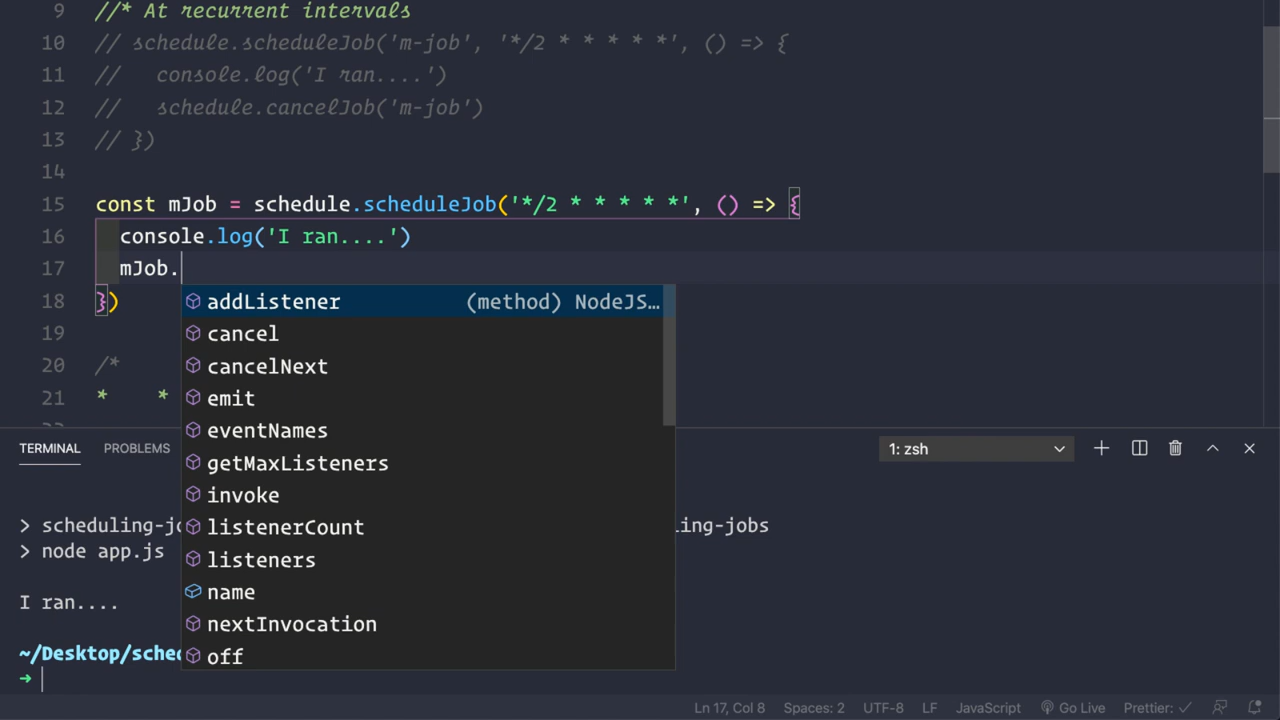 9 //* At recurrent intervals
10 // schedule.scheduleJob('m-job', '*/2 * * * * *', () => {
11 //   console.log('I ran....')
12 //   schedule.cancelJob('m-job')
13 // })
14
15 const mJob = schedule.scheduleJob('*/2 * * * * *', () => {
16   console.log('I ran....')
17   mJob.
18 })
addListener (method) NodeJS…
19
cancel
20 /*
cancelNext
21 *    *
emit
eventNames
getMaxListeners
invoke
listenerCount
listeners
name
nextInvocation
off
TERMINAL PROBLEMS 1: zsh
> scheduling-jo ling-jobs
> node app.js
I ran....
~/Desktop/sched
➜
Ln 17, Col 8 Spaces: 2 UTF-8 LF JavaScript Go Live Prettier: ✓